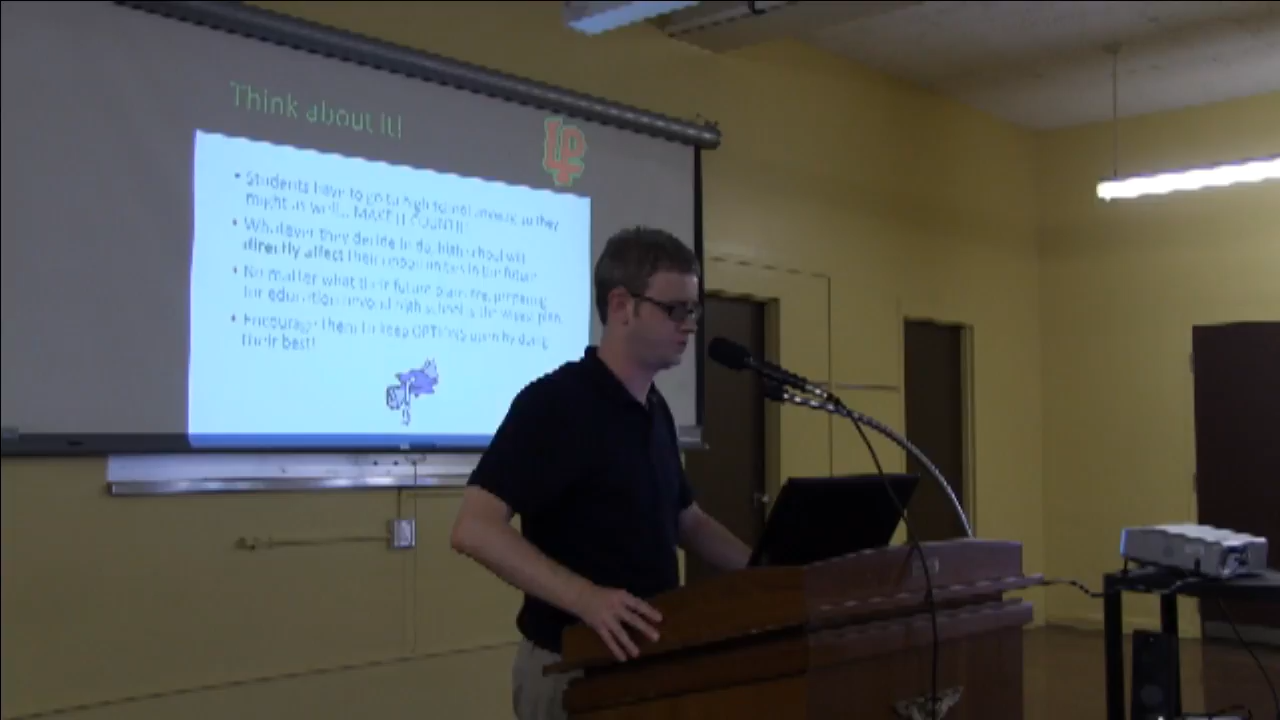 Think about it!
LP
• Students have to go to high school anyway, so they
might as well... MAKE IT COUNT!!
• Whatever they decide to do, high school will
directly affect their opportunities in the future
• No matter what their future plans are, preparing
for education beyond high school is the wisest plan.
• Encourage them to keep OPTIONS open by doing
their best!